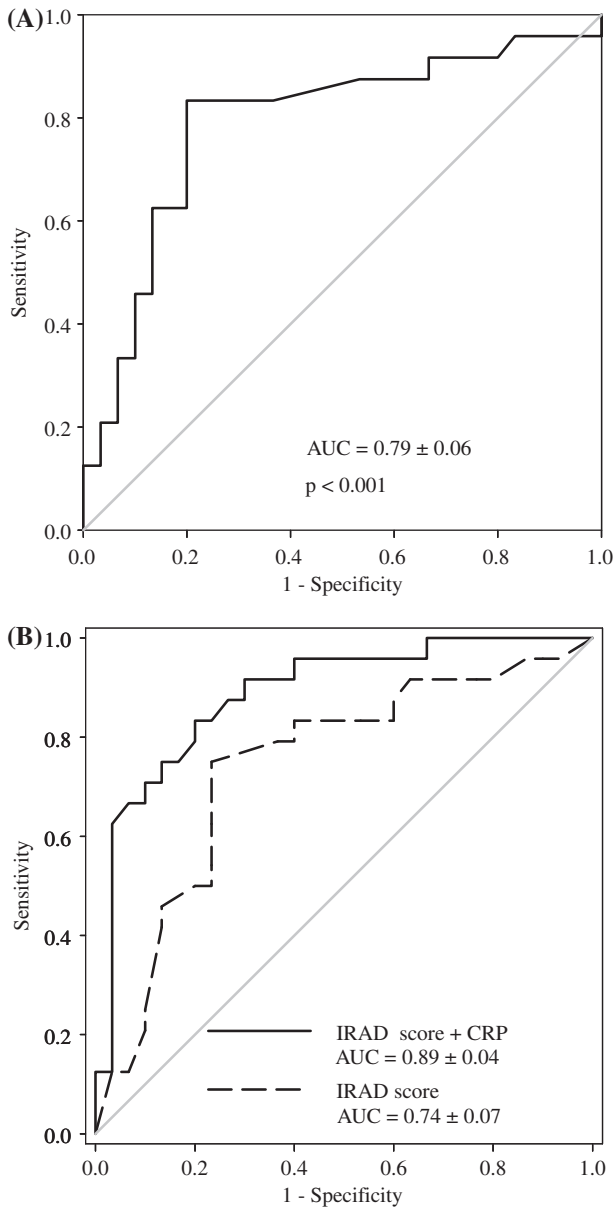 (A)
1.0
0.8
0.6
0.4
0.2
0.0
Sensitivity
AUC = 0.79 ± 0.06
p < 0.001
0.0 0.2 0.4 0.6 0.8 1.0
1 - Specificity
(B)
1.0
0.8
0.6
0.4
0.2
0.0
Sensitivity
IRAD score + CRP
AUC = 0.89 ± 0.04
IRAD score
AUC = 0.74 ± 0.07
0.0 0.2 0.4 0.6 0.8 1.0
1 - Specificity